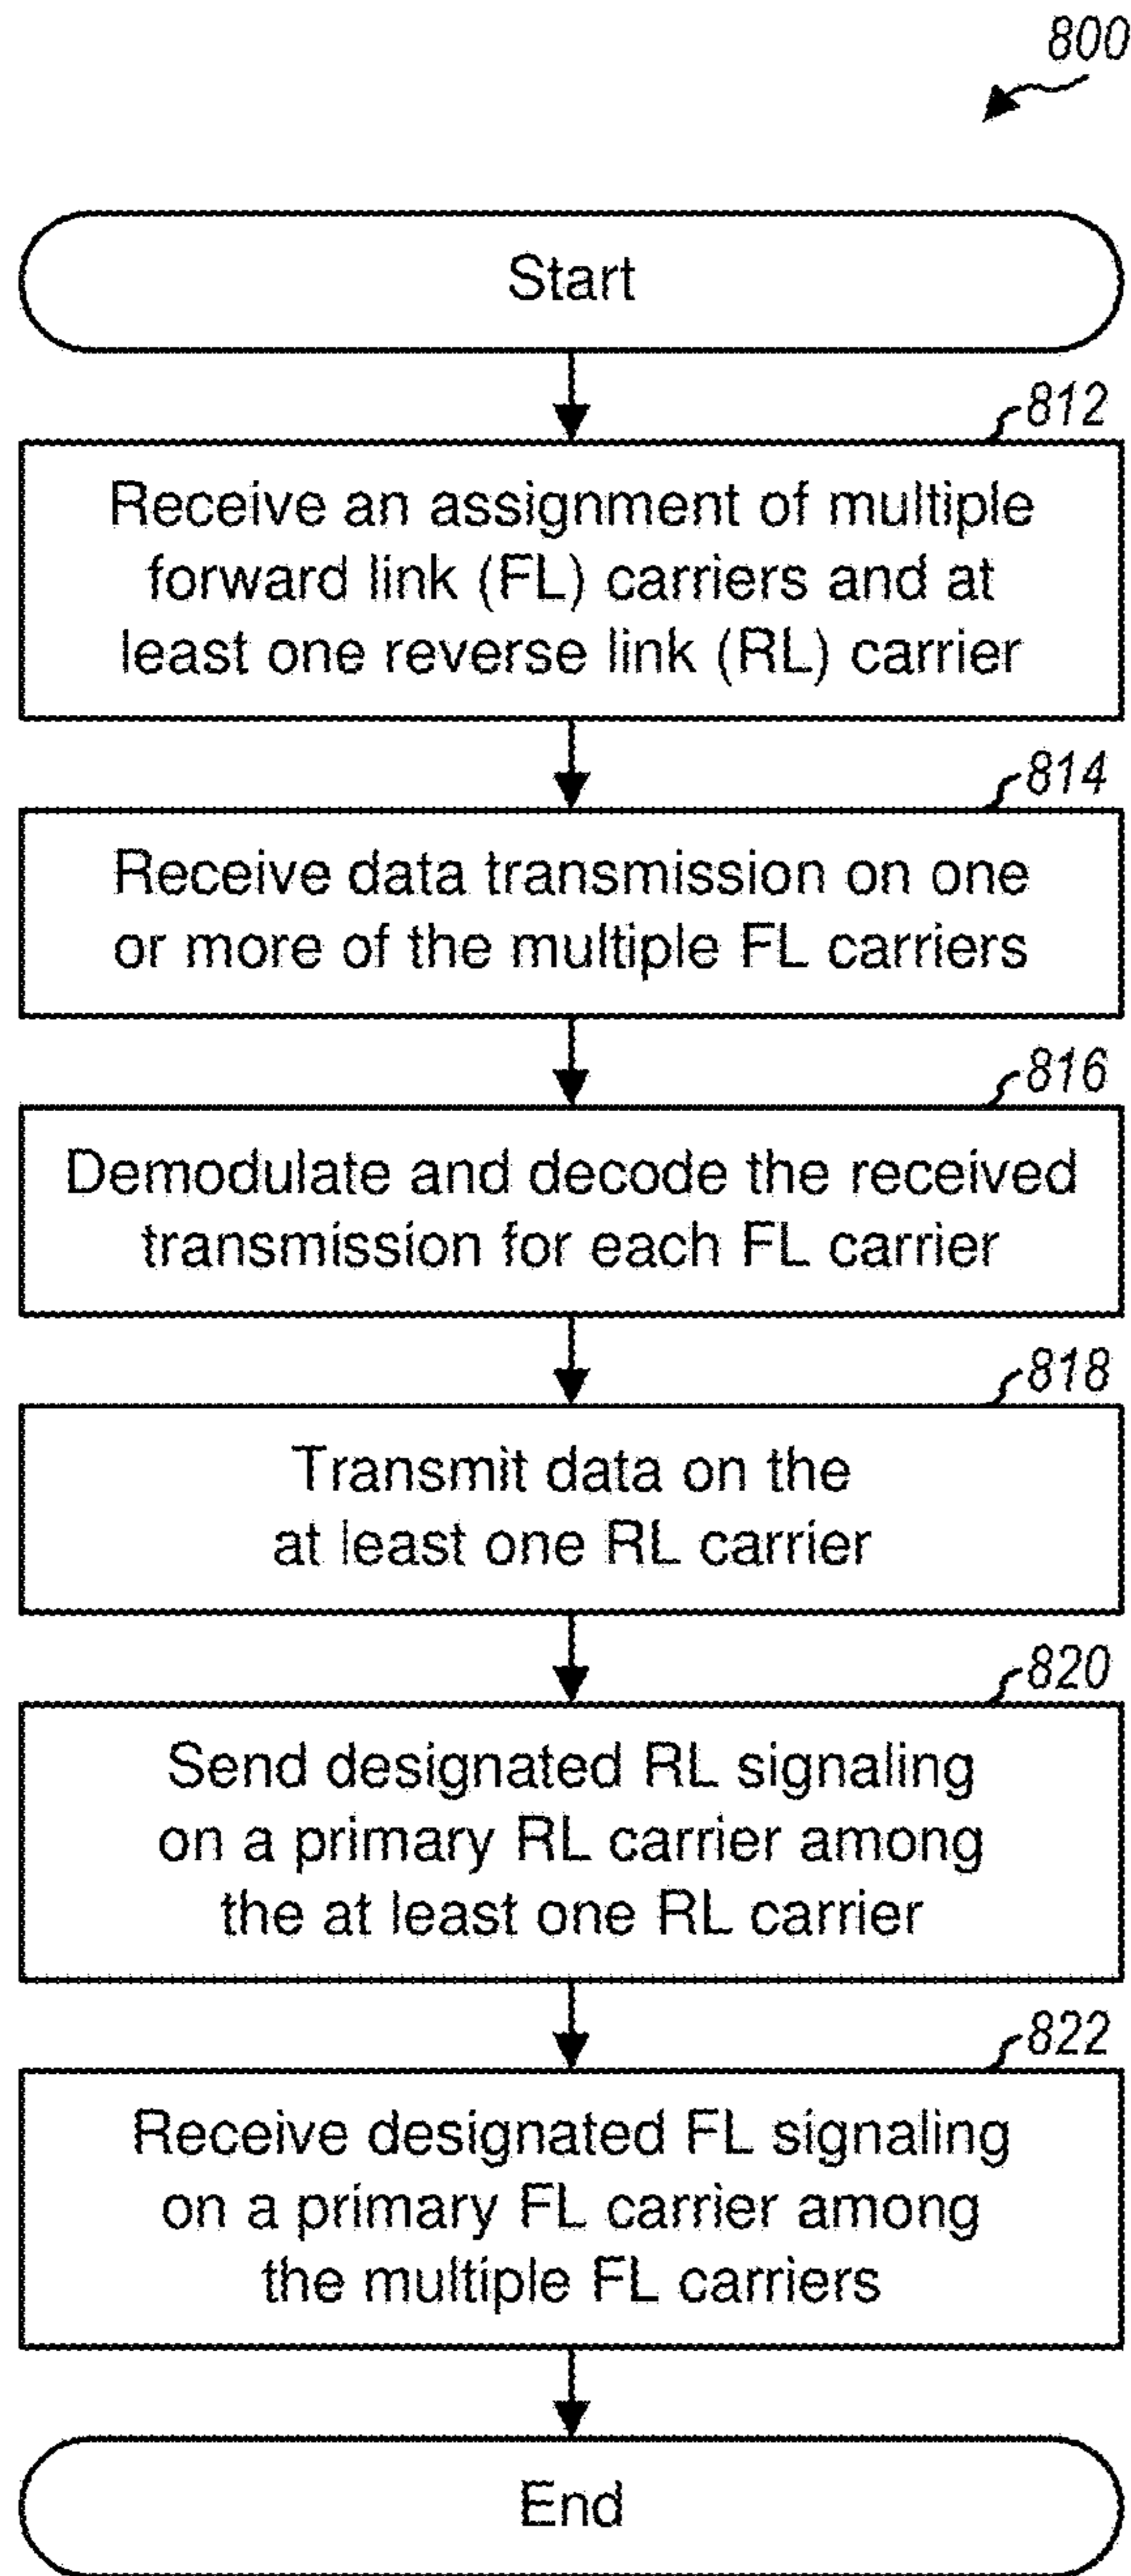 800
Start
812
Receive an assignment of multiple
forward link (FL) carriers and at
least one reverse link (RL) carrier
814
Receive data transmission on one
or more of the multiple FL carriers
816
Demodulate and decode the received
transmission for each FL carrier
818
Transmit data on the
at least one RL carrier
820
Send designated RL signaling
on a primary RL carrier among
the at least one RL carrier
822
Receive designated FL signaling
on a primary FL carrier among
the multiple FL carriers
End